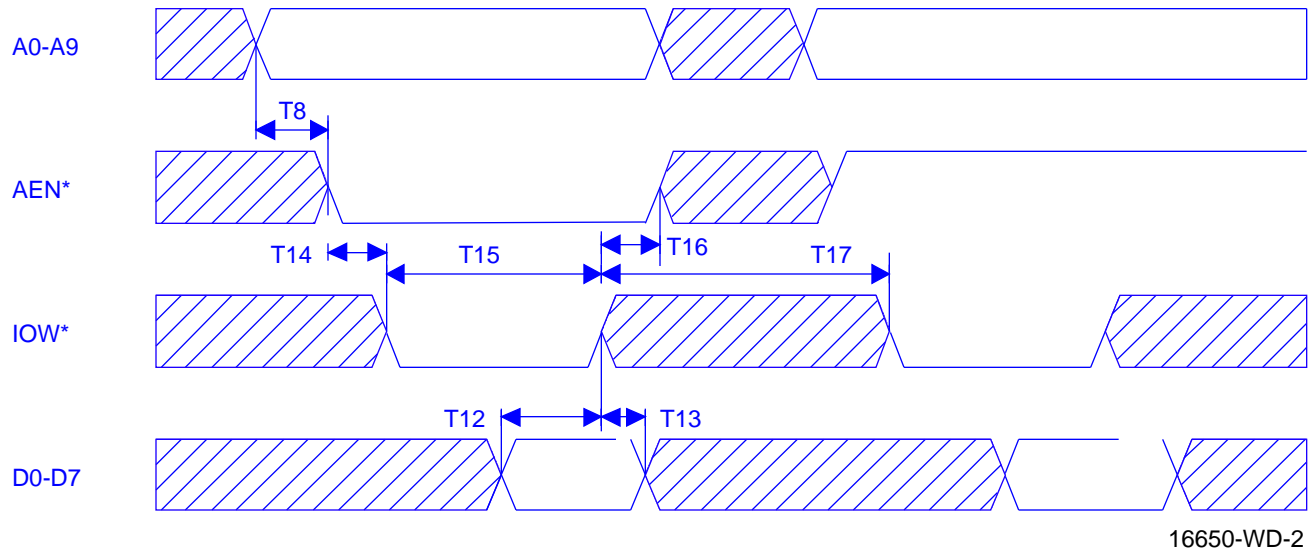 A0-A9
T8
AEN*
T14
T15
T16
T17
IOW*
T12
T13
D0-D7
16650-WD-2